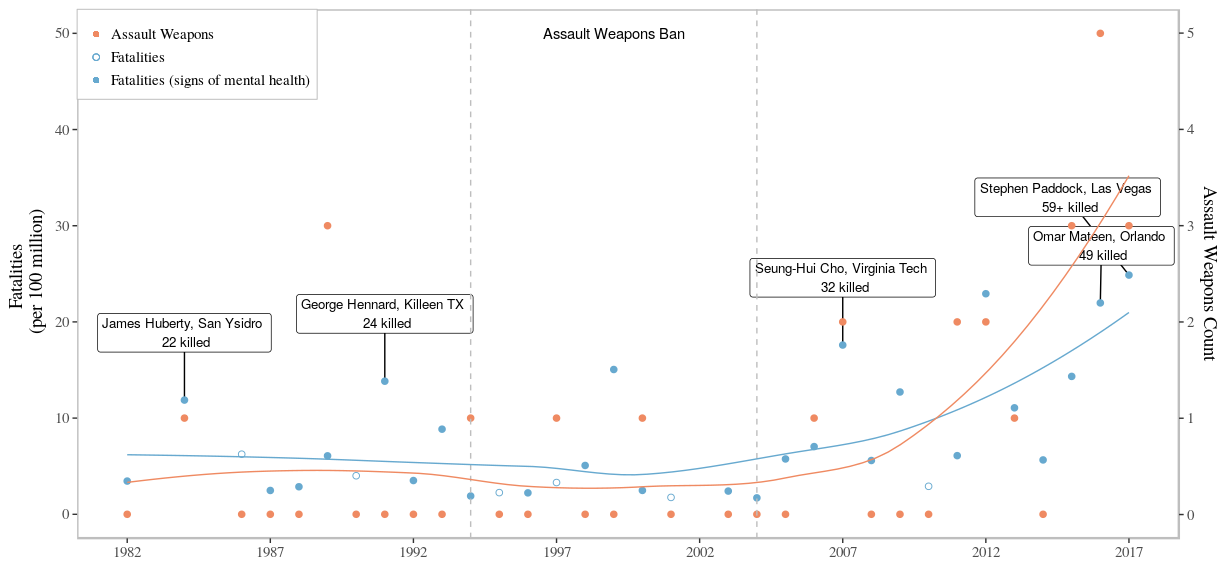 50
Assault Weapons
Fatalities
Fatalities (signs of mental health)
Assault Weapons Ban
5
40
4
Stephen Paddock, Las Vegas
59+ killed
30
3
Omar Mateen, Orlando
49 killed
Seung-Hui Cho, Virginia Tech
32 killed
George Hennard, Killeen TX
24 killed
James Huberty, San Ysidro
22 killed
20
2
10
1
0
0
Fatalities
(per 100 million)
Assault Weapons Count
1982
1987
1992
1997
2002
2007
2012
2017